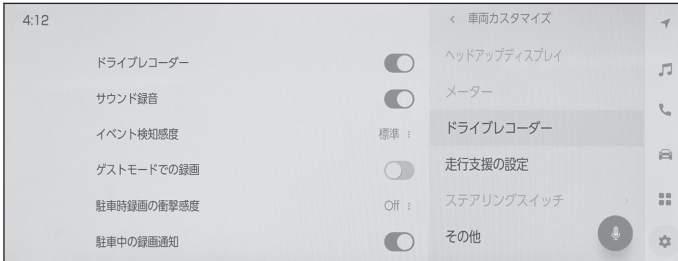 4:12
ドライブレコーダー
サウンド録音
イベント検知感度 標準
ゲストモードでの録画
駐車時録画の衝撃感度 Off
駐車中の録画通知
< 車両カスタマイズ
ヘッドアップディスプレイ
メーター
ドライブレコーダー
走行支援の設定
ステアリングスイッチ >
その他